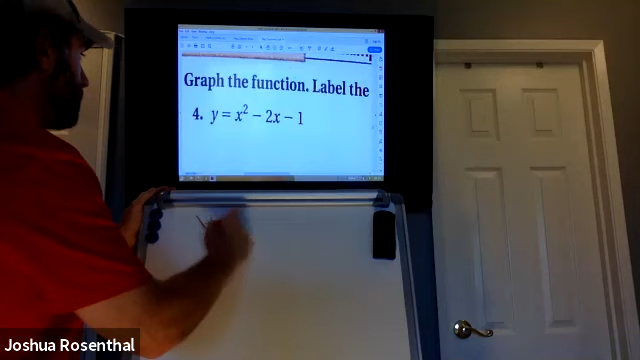 Graph the function. Label the
4. y = x² − 2x − 1
Joshua Rosenthal